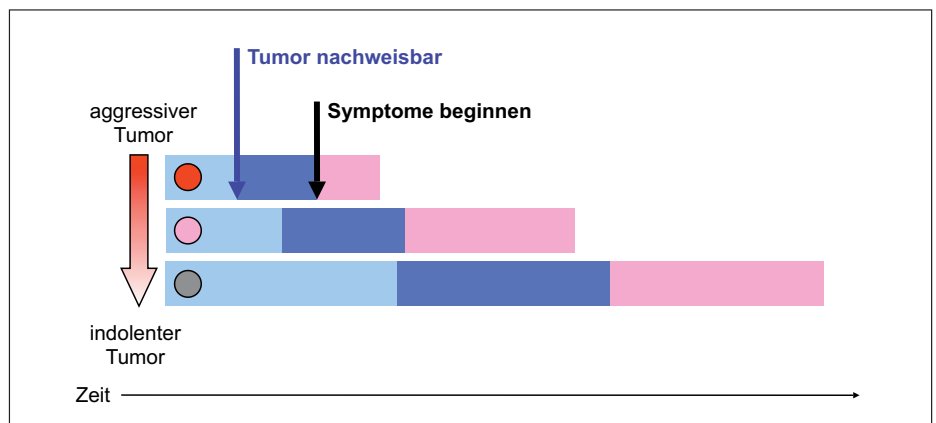 Tumor nachweisbar
aggressiver
Tumor
Symptome beginnen
indolenter
Tumor
Zeit